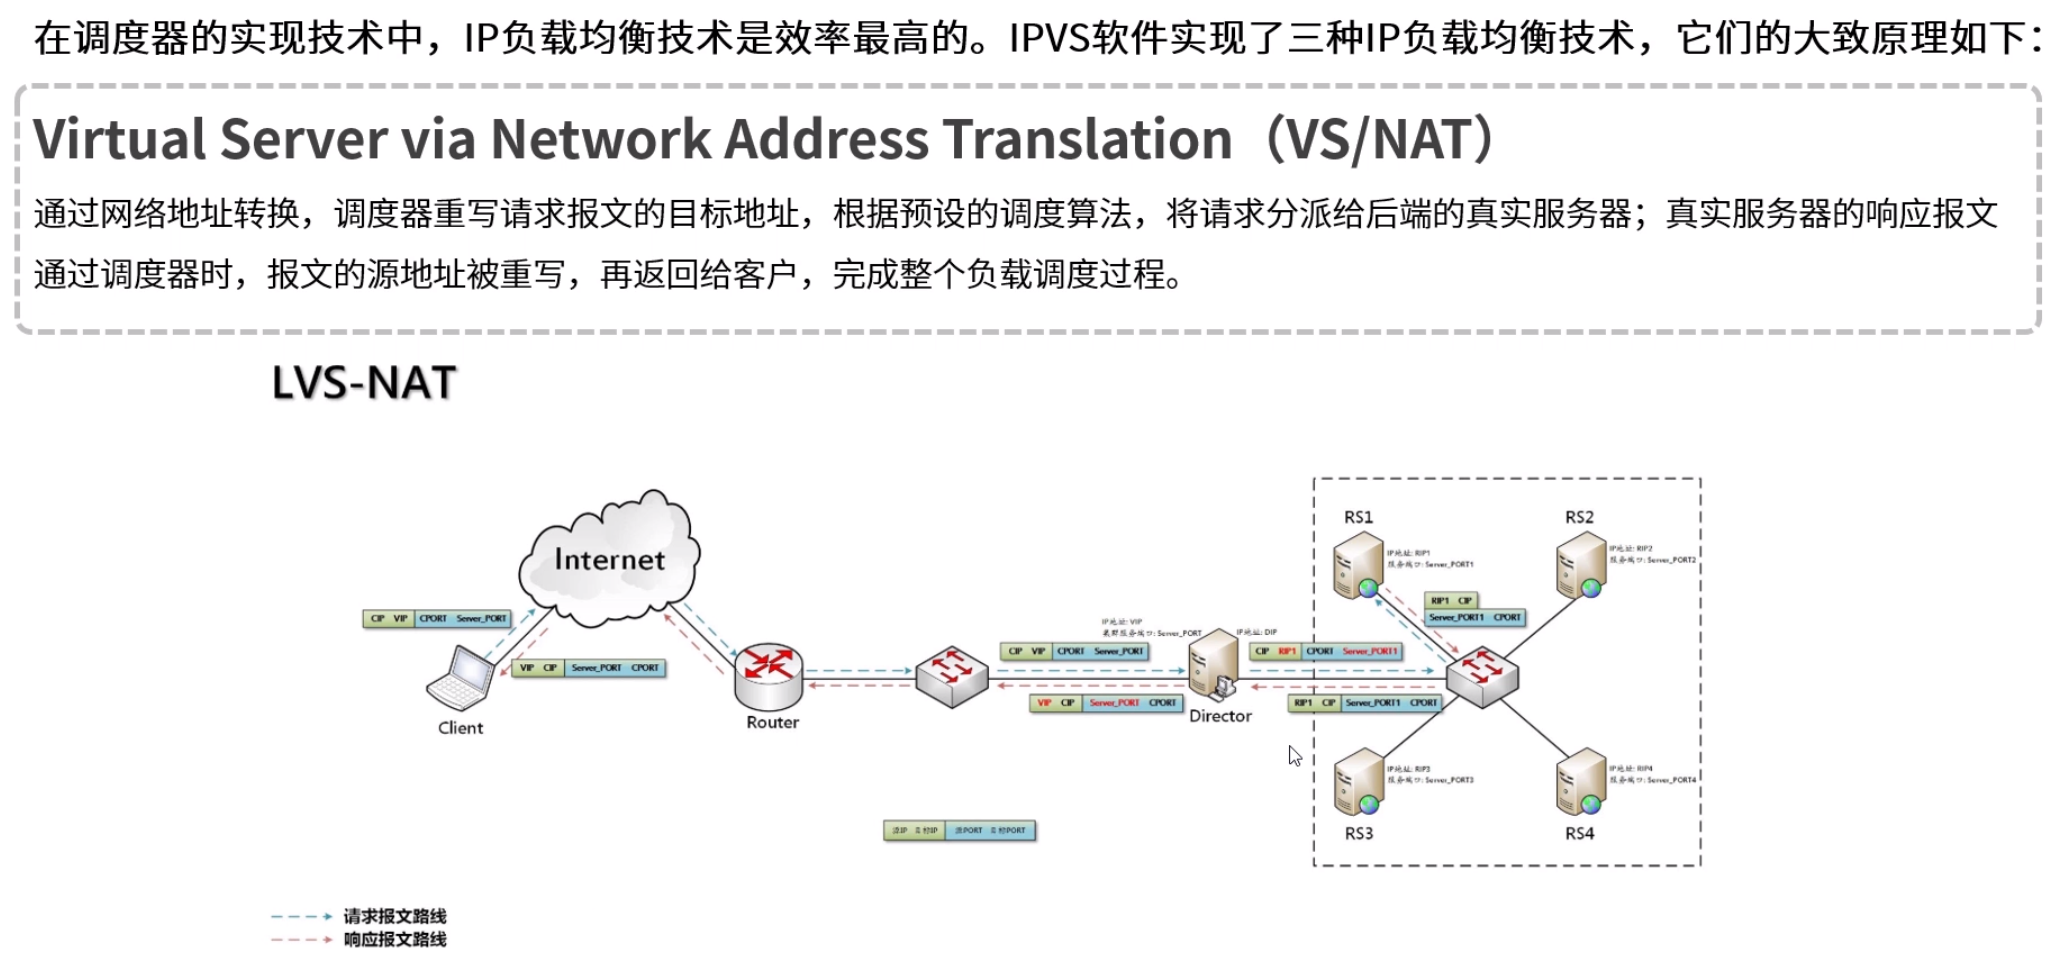 在调度器的实现技术中，IP负载均衡技术是效率最高的。IPVS软件实现了三种IP负载均衡技术，它们的大致原理如下：
Virtual Server via Network Address Translation（VS/NAT）
通过网络地址转换，调度器重写请求报文的目标地址，根据预设的调度算法，将请求分派给后端的真实服务器；真实服务器的响应报文
通过调度器时，报文的源地址被重写，再返回给客户，完成整个负载调度过程。
LVS-NAT
RS1
RS2
IP地址: RIP1
服务端口: Server_PORT1
IP地址: RIP2
服务端口: Server_PORT2
Internet
RIP1 CIP
Server_PORT1 CPORT
CIP VIP CPORT Server_PORT
IP地址: VIP
集群服务端口: Server_PORT
IP地址: DIP
CIP VIP CPORT Server_PORT
CIP RIP1 CPORT Server_PORT1
VIP CIP Server_PORT CPORT
VIP CIP Server_PORT CPORT
RIP1 CIP Server_PORT1 CPORT
Client
Router
Director
IP地址: RIP3
服务端口: Server_PORT3
IP地址: RIP4
服务端口: Server_PORT4
RS3
RS4
源IP 目标IP 源PORT 目标PORT
请求报文路线
响应报文路线